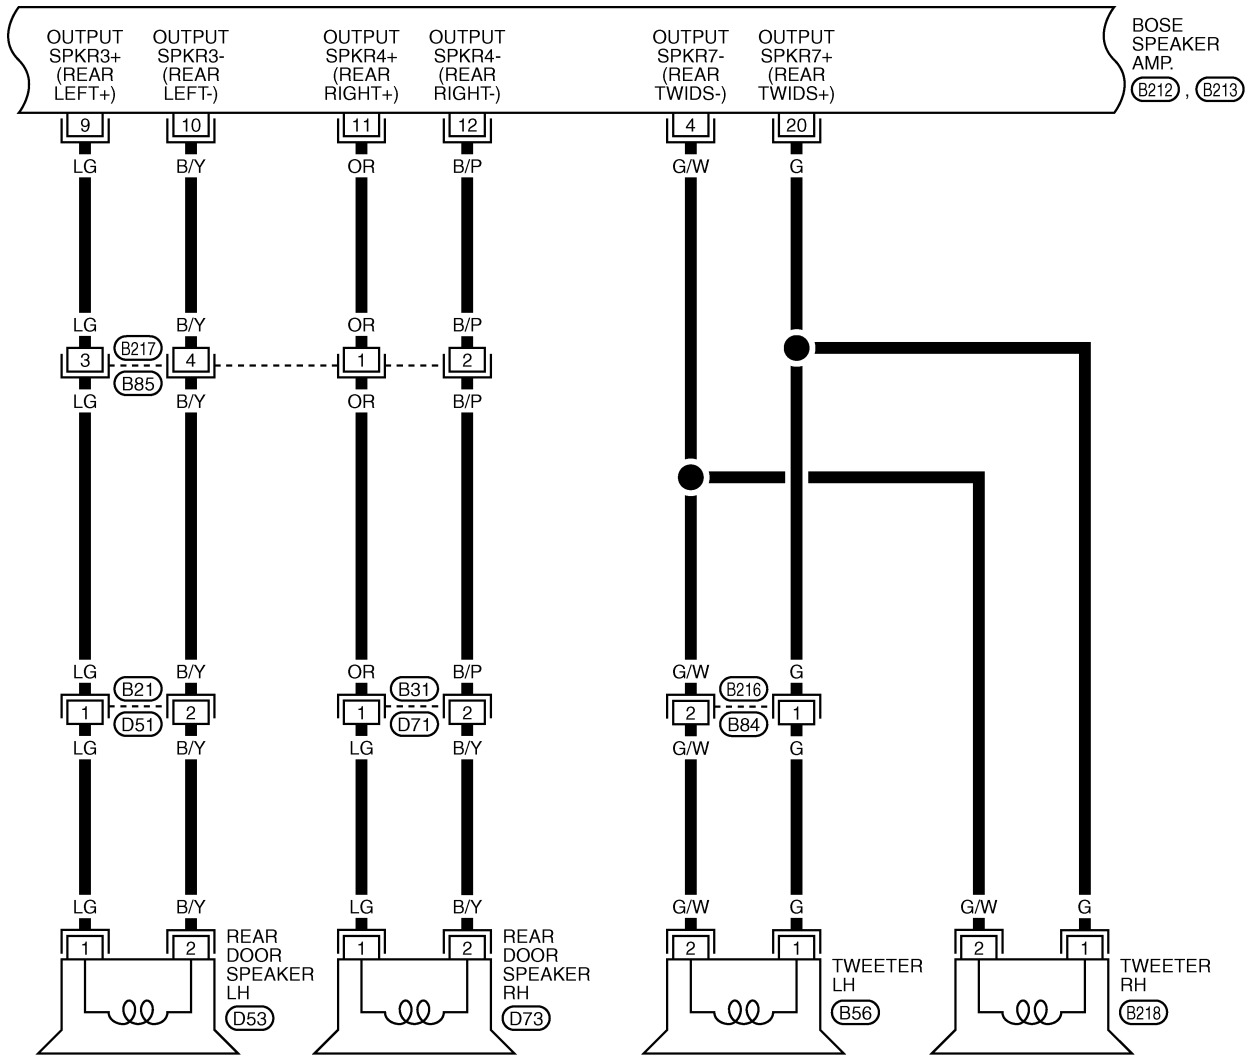 OUTPUT SPKR3+ (REAR LEFT+)
OUTPUT SPKR3- (REAR LEFT-)
OUTPUT SPKR4+ (REAR RIGHT+)
OUTPUT SPKR4- (REAR RIGHT-)
OUTPUT SPKR7- (REAR TWIDS-)
OUTPUT SPKR7+ (REAR TWIDS+)
BOSE
SPEAKER
AMP.
B212 , B213
9 10 11 12 4 20
LG B/Y OR B/P G/W G
LG B/Y OR B/P
3 B217 4 1 2
B85
LG B/Y OR B/P
LG B/Y OR B/P G/W G
B21 B31 B216
1 2 1 2 2 1
D51 D71 B84
LG B/Y LG B/Y G/W G
LG B/Y LG B/Y G/W G G/W G
1 2 1 2 2 1 2 1
REAR
DOOR
SPEAKER
LH
D53
REAR
DOOR
SPEAKER
RH
D73
TWEETER
LH
B56
TWEETER
RH
B218